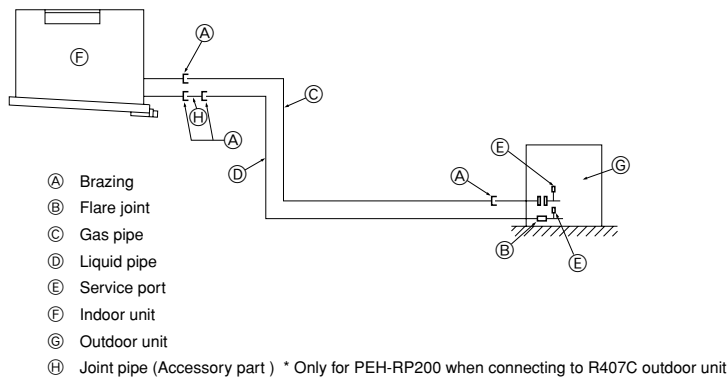 Ⓐ
Ⓕ
Ⓒ
Ⓗ
Ⓐ
Ⓔ
Ⓖ
Ⓓ
Ⓐ
Ⓑ
Ⓔ
Ⓐ Brazing
Ⓑ Flare joint
Ⓒ Gas pipe
Ⓓ Liquid pipe
Ⓔ Service port
Ⓕ Indoor unit
Ⓖ Outdoor unit
Ⓗ Joint pipe (Accessory part ) * Only for PEH-RP200 when connecting to R407C outdoor unit